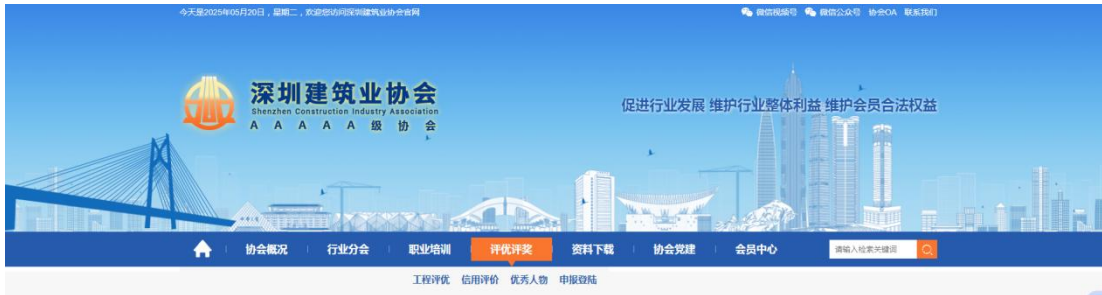 今天是2025年05月20日，星期二，欢迎您访问深圳建筑业协会官网
微信视频号 微信公众号 协会OA 联系我们
深圳建筑业协会
Shenzhen Construction Industry Association
AAAAA级协会
促进行业发展 维护行业整体利益 维护会员合法权益
协会概况 行业分会 职业培训 评优评奖 资料下载 协会党建 会员中心 请输入检索关键词
工程评优 信用评价 优秀人物 申报登陆